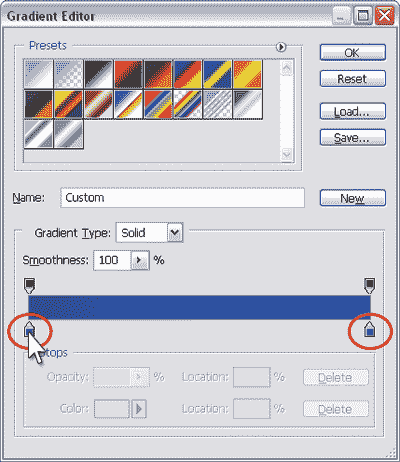 Gradient Editor
Presets
OK
Reset
Load...
Save...
Name: Custom
New
Gradient Type: Solid
Smoothness: 100 %
Opacity: % Location: % Delete
Color: Location: % Delete